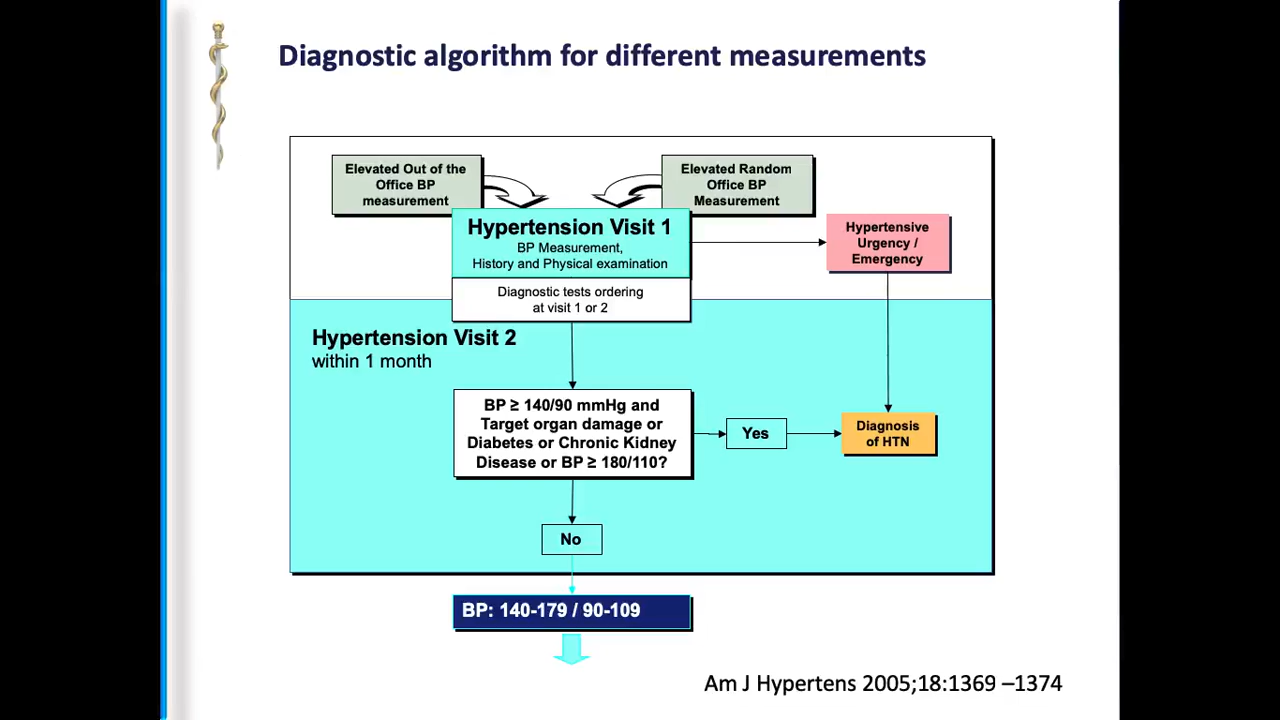 Diagnostic algorithm for different measurements
Elevated Out of the
Office BP
measurement
Elevated Random
Office BP
Measurement
Hypertension Visit 1
BP Measurement,
History and Physical examination
Hypertensive
Urgency /
Emergency
Diagnostic tests ordering
at visit 1 or 2
Hypertension Visit 2
within 1 month
BP ≥ 140/90 mmHg and
Target organ damage or
Diabetes or Chronic Kidney
Disease or BP ≥ 180/110?
Yes
Diagnosis
of HTN
No
BP: 140-179 / 90-109
Am J Hypertens 2005;18:1369 –1374